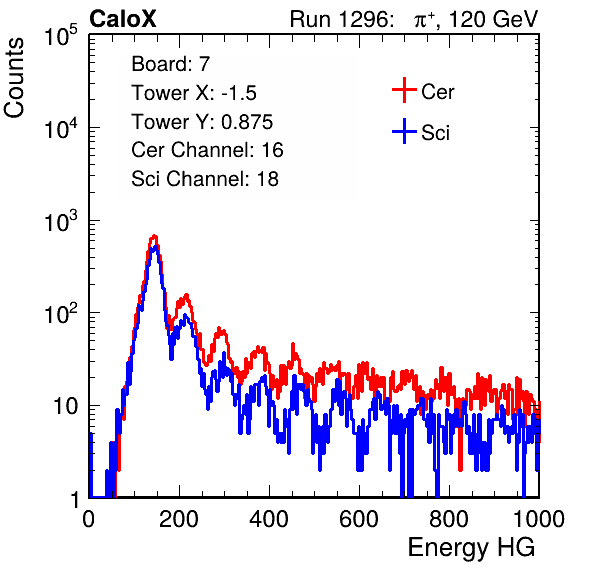 CaloX Run 1296: π⁺, 120 GeV
Board: 7
Tower X: -1.5
Tower Y: 0.875
Cer Channel: 16
Sci Channel: 18
Cer
Sci
Counts
10⁵
10⁴
10³
10²
10
1
0 200 400 600 800 1000
Energy HG